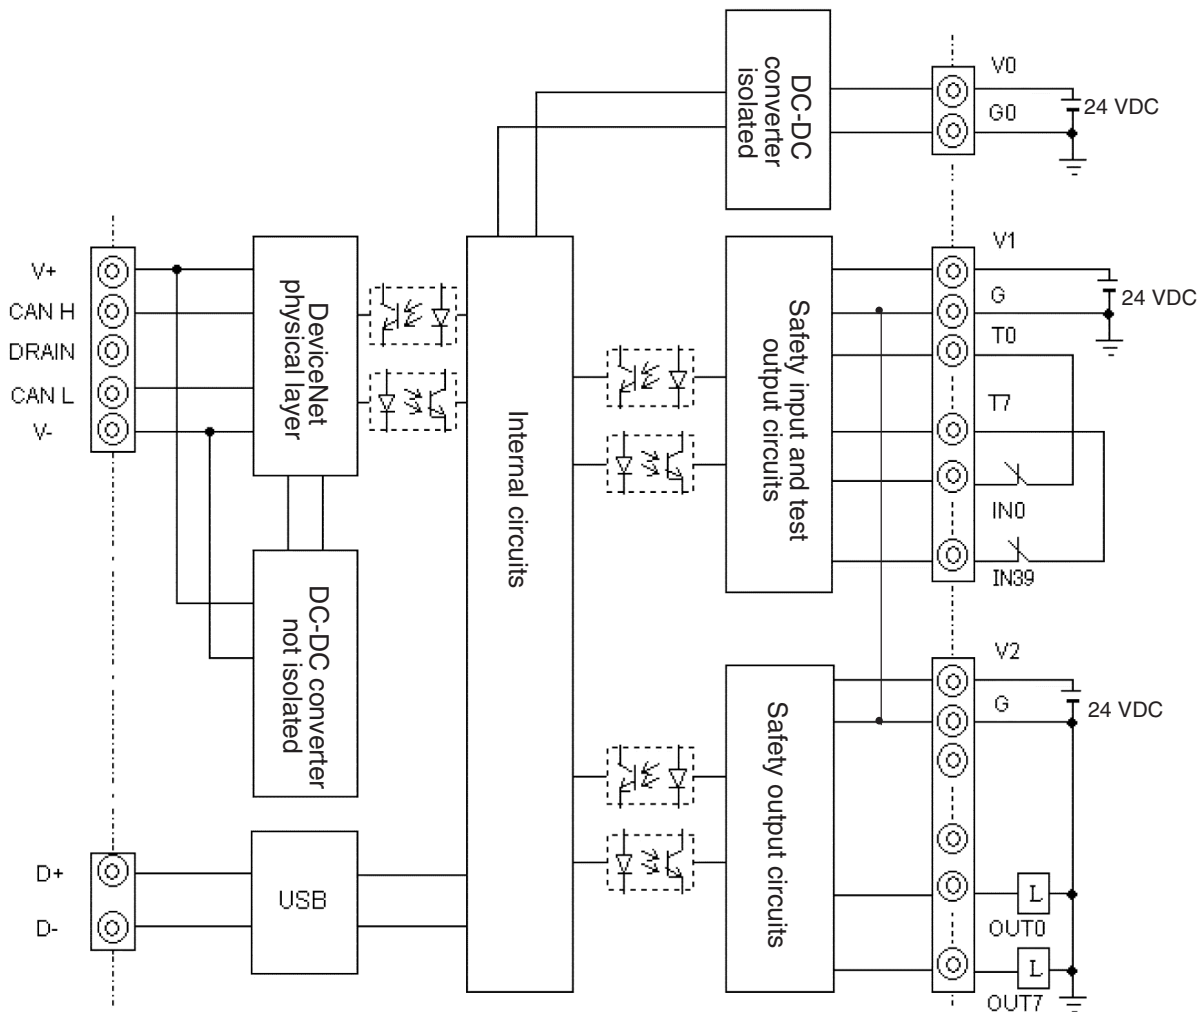 DC-DC
converter
isolated
V0
G0
24 VDC
V+
CAN H
DRAIN
CAN L
V-
DeviceNet
physical layer
DC-DC converter
not isolated
Internal circuits
Safety input and test
output circuits
V1
G
T0
T7
IN0
IN39
24 VDC
Safety output circuits
V2
G
24 VDC
L
OUT0
L
OUT7
D+
D-
USB